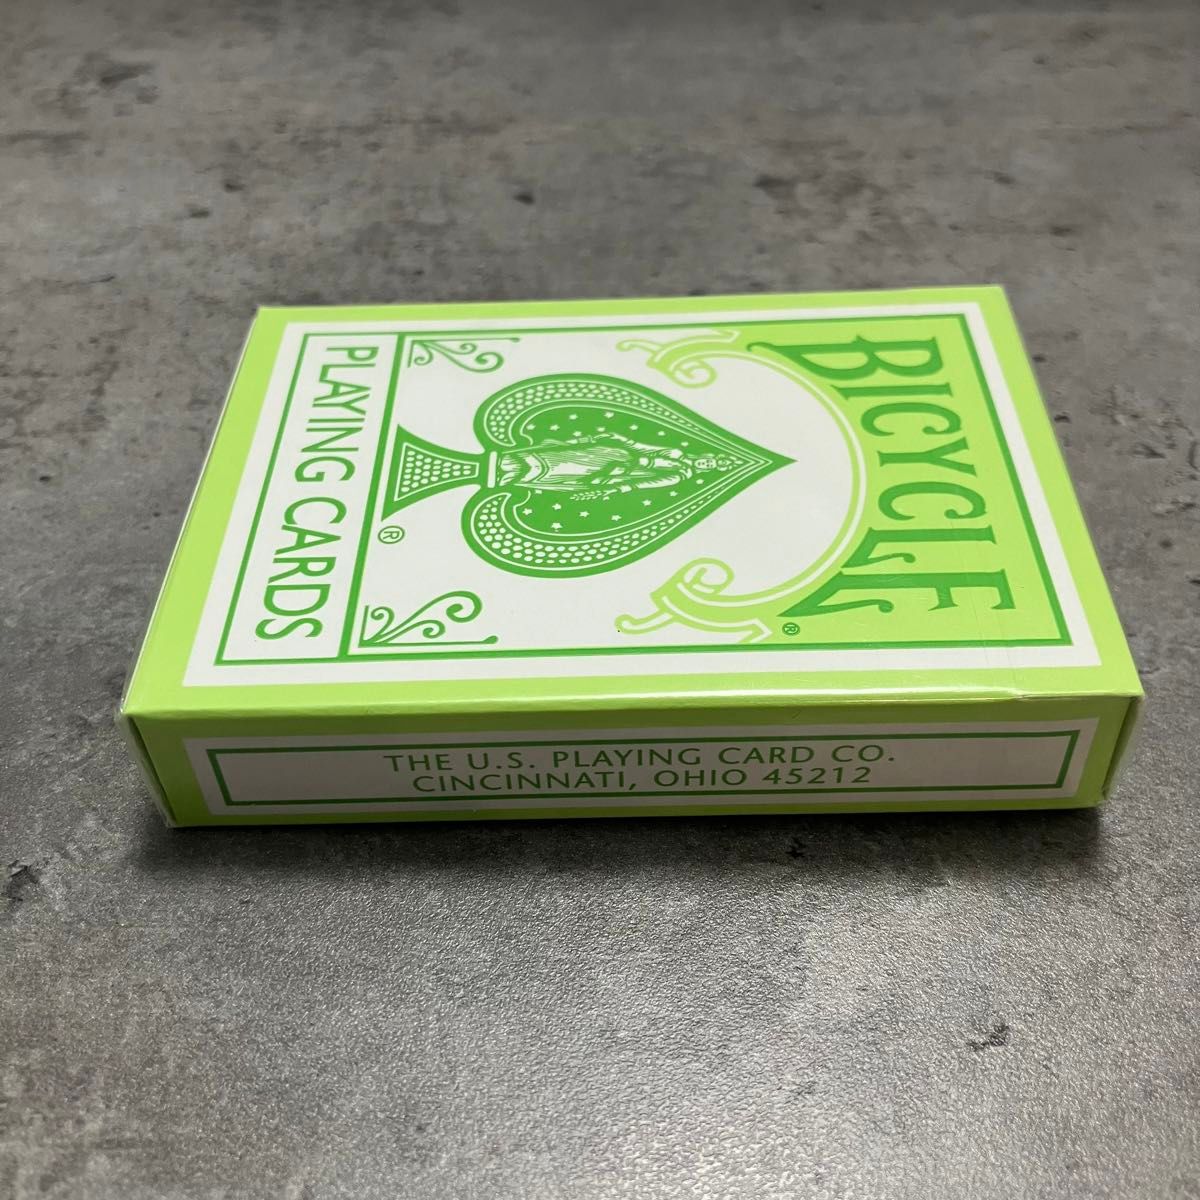 BICYCLE®
®
PLAYING CARDS
THE U.S. PLAYING CARD CO.
CINCINNATI, OHIO 45212